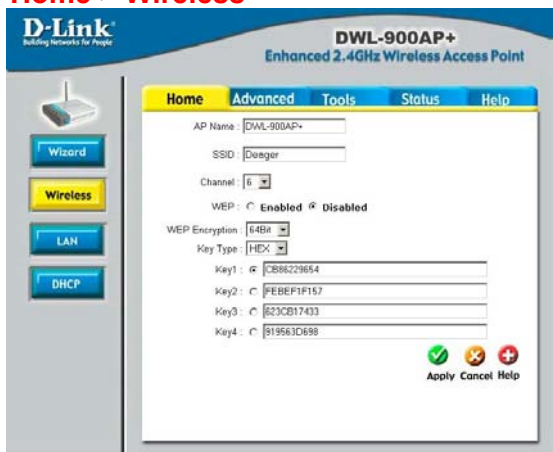 Home > Wireless
D-Link
Building Networks for People
DWL-900AP+
Enhanced 2.4GHz Wireless Access Point
Home Advanced Tools Status Help
Wizard
Wireless
LAN
DHCP
AP Name : DWL-900AP+
SSID : Deager
Channel : 6
WEP : Enabled Disabled
WEP Encryption : 64Bit
Key Type : HEX
Key1 : CB86229654
Key2 : FEBEF1F157
Key3 : 623CB17433
Key4 : 919563D698
Apply Cancel Help